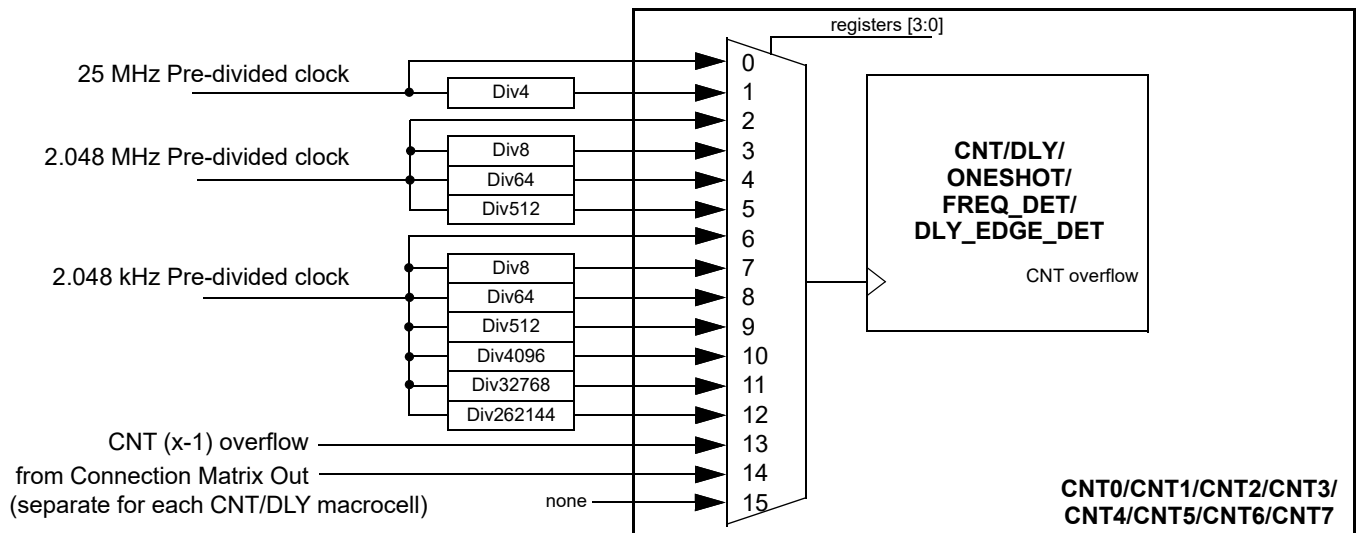 registers [3:0]
25 MHz Pre-divided clock
0
Div4
1
2
2.048 MHz Pre-divided clock
Div8
3
Div64
4
Div512
5
6
2.048 kHz Pre-divided clock
Div8
7
Div64
8
Div512
9
Div4096
10
Div32768
11
Div262144
12
CNT (x-1) overflow
13
from Connection Matrix Out
14
(separate for each CNT/DLY macrocell)
none
15
CNT/DLY/
ONESHOT/
FREQ_DET/
DLY_EDGE_DET
CNT overflow
CNT0/CNT1/CNT2/CNT3/
CNT4/CNT5/CNT6/CNT7